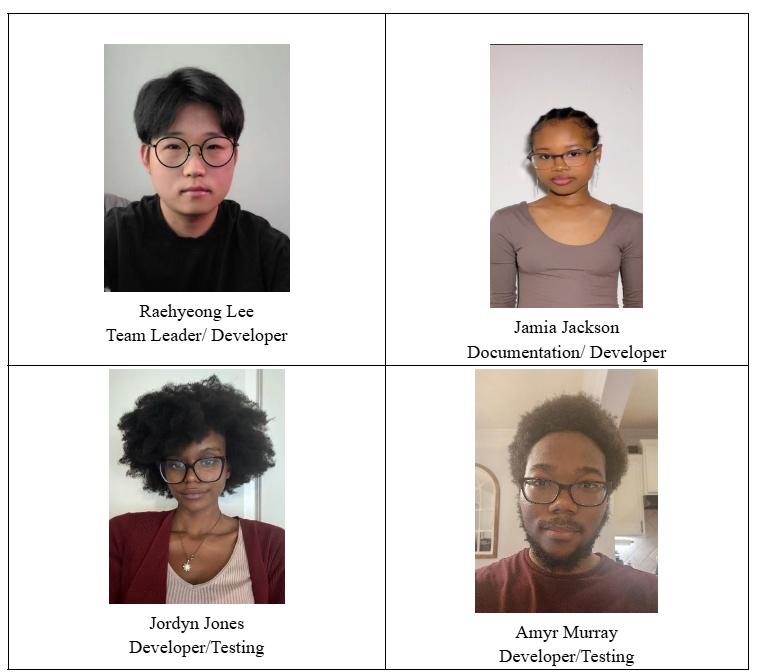 Raehyeong Lee
Team Leader/ Developer
Jamia Jackson
Documentation/ Developer
Jordyn Jones
Developer/Testing
Amyr Murray
Developer/Testing